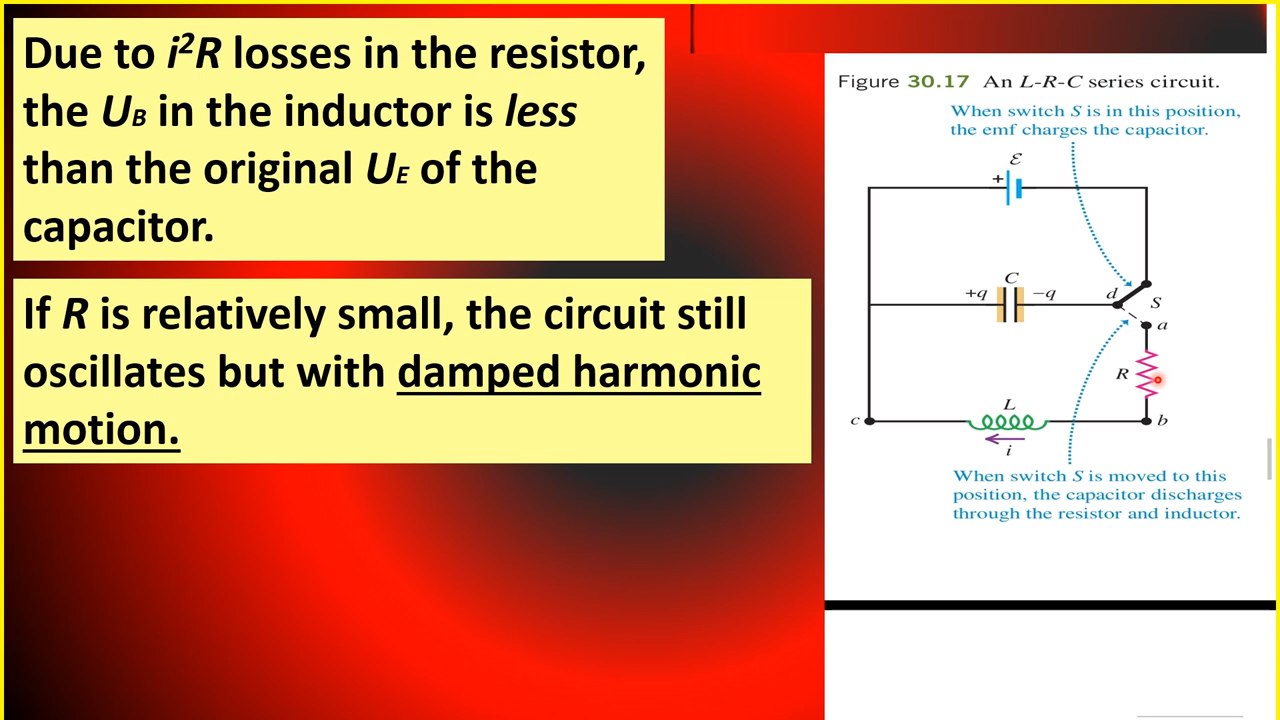 Due to i²R losses in the resistor,
the U_B in the inductor is less
than the original U_E of the
capacitor.
If R is relatively small, the circuit still
oscillates but with damped harmonic
motion.
Figure 30.17 An L-R-C series circuit.
When switch S is in this position,
the emf charges the capacitor.
ℰ
+
C
+q −q
d
S
a
R
L
c
b
i
When switch S is moved to this
position, the capacitor discharges
through the resistor and inductor.